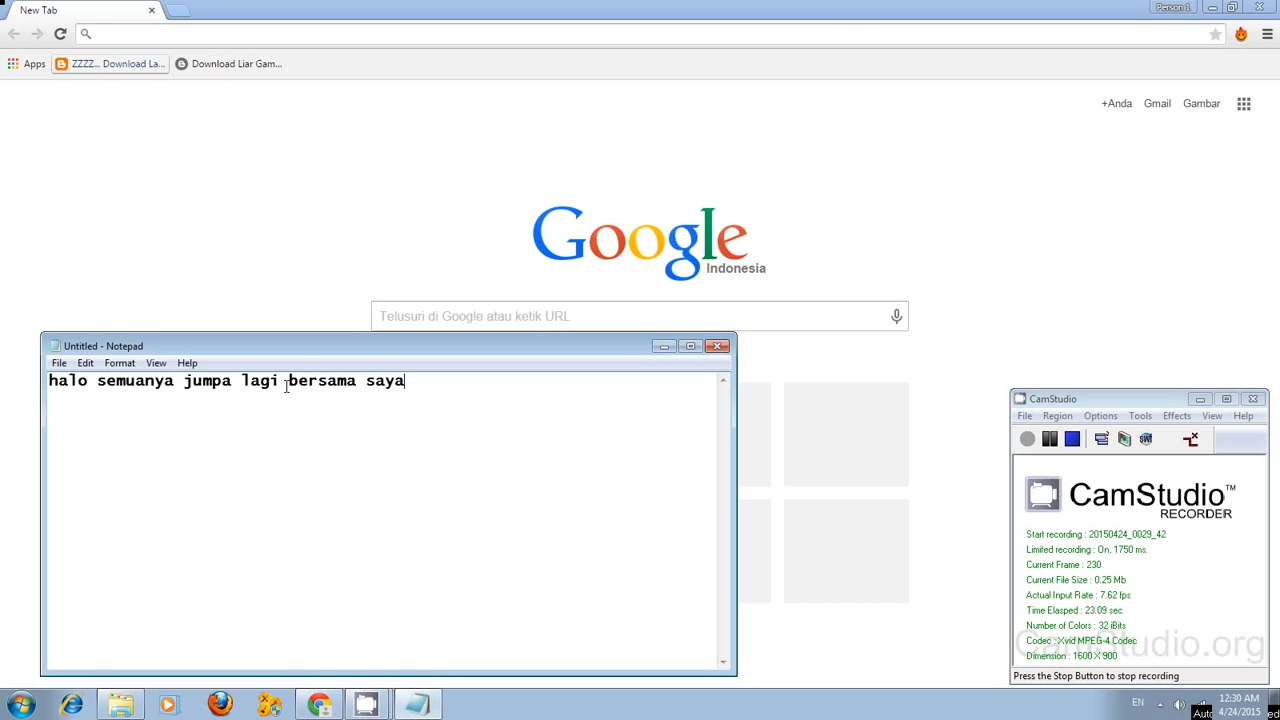 New Tab
Person 1
Apps
ZZZZ... Download La...
Download Liar Gam...
+Anda Gmail Gambar
Google
Indonesia
Telusuri di Google atau ketik URL
Untitled - Notepad
File Edit Format View Help
halo semuanya jumpa lagi bersama saya
CamStudio
File Region Options Tools Effects View Help
CamStudio™
RECORDER
Start recording : 20150424_0029_42
Limited recording : On, 1750 ms.
Current Frame : 230
Current File Size : 0.25 Mb
Actual Input Rate : 7.62 fps
Time Elasped : 23.09 sec
Number of Colors : 32 iBits
Codec : Xvid MPEG-4 Codec
Dimension : 1600 X 900
CamStudio.org
Press the Stop Button to stop recording
EN
12:30 AM
4/24/2015